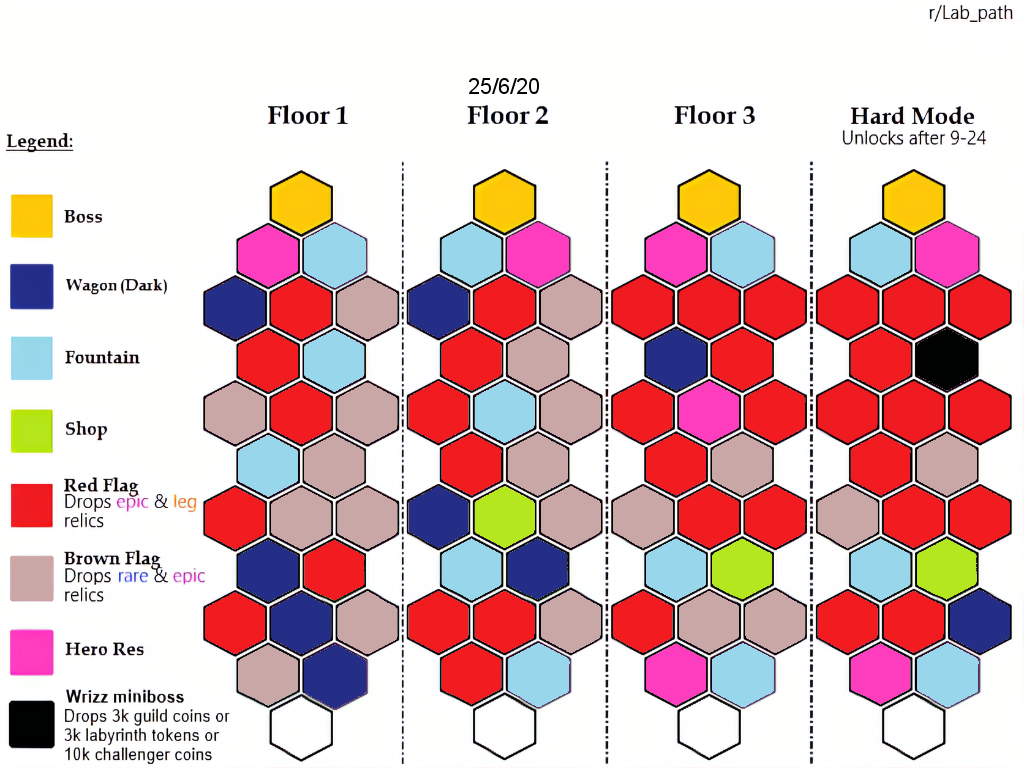 r/Lab_path
25/6/20
Floor 1
Floor 2
Floor 3
Hard Mode
Unlocks after 9-24
Legend:
Boss
Wagon (Dark)
Fountain
Shop
Red Flag
Drops epic & leg
relics
Brown Flag
Drops rare & epic
relics
Hero Res
Wrizz miniboss
Drops 3k guild coins or
3k labyrinth tokens or
10k challenger coins